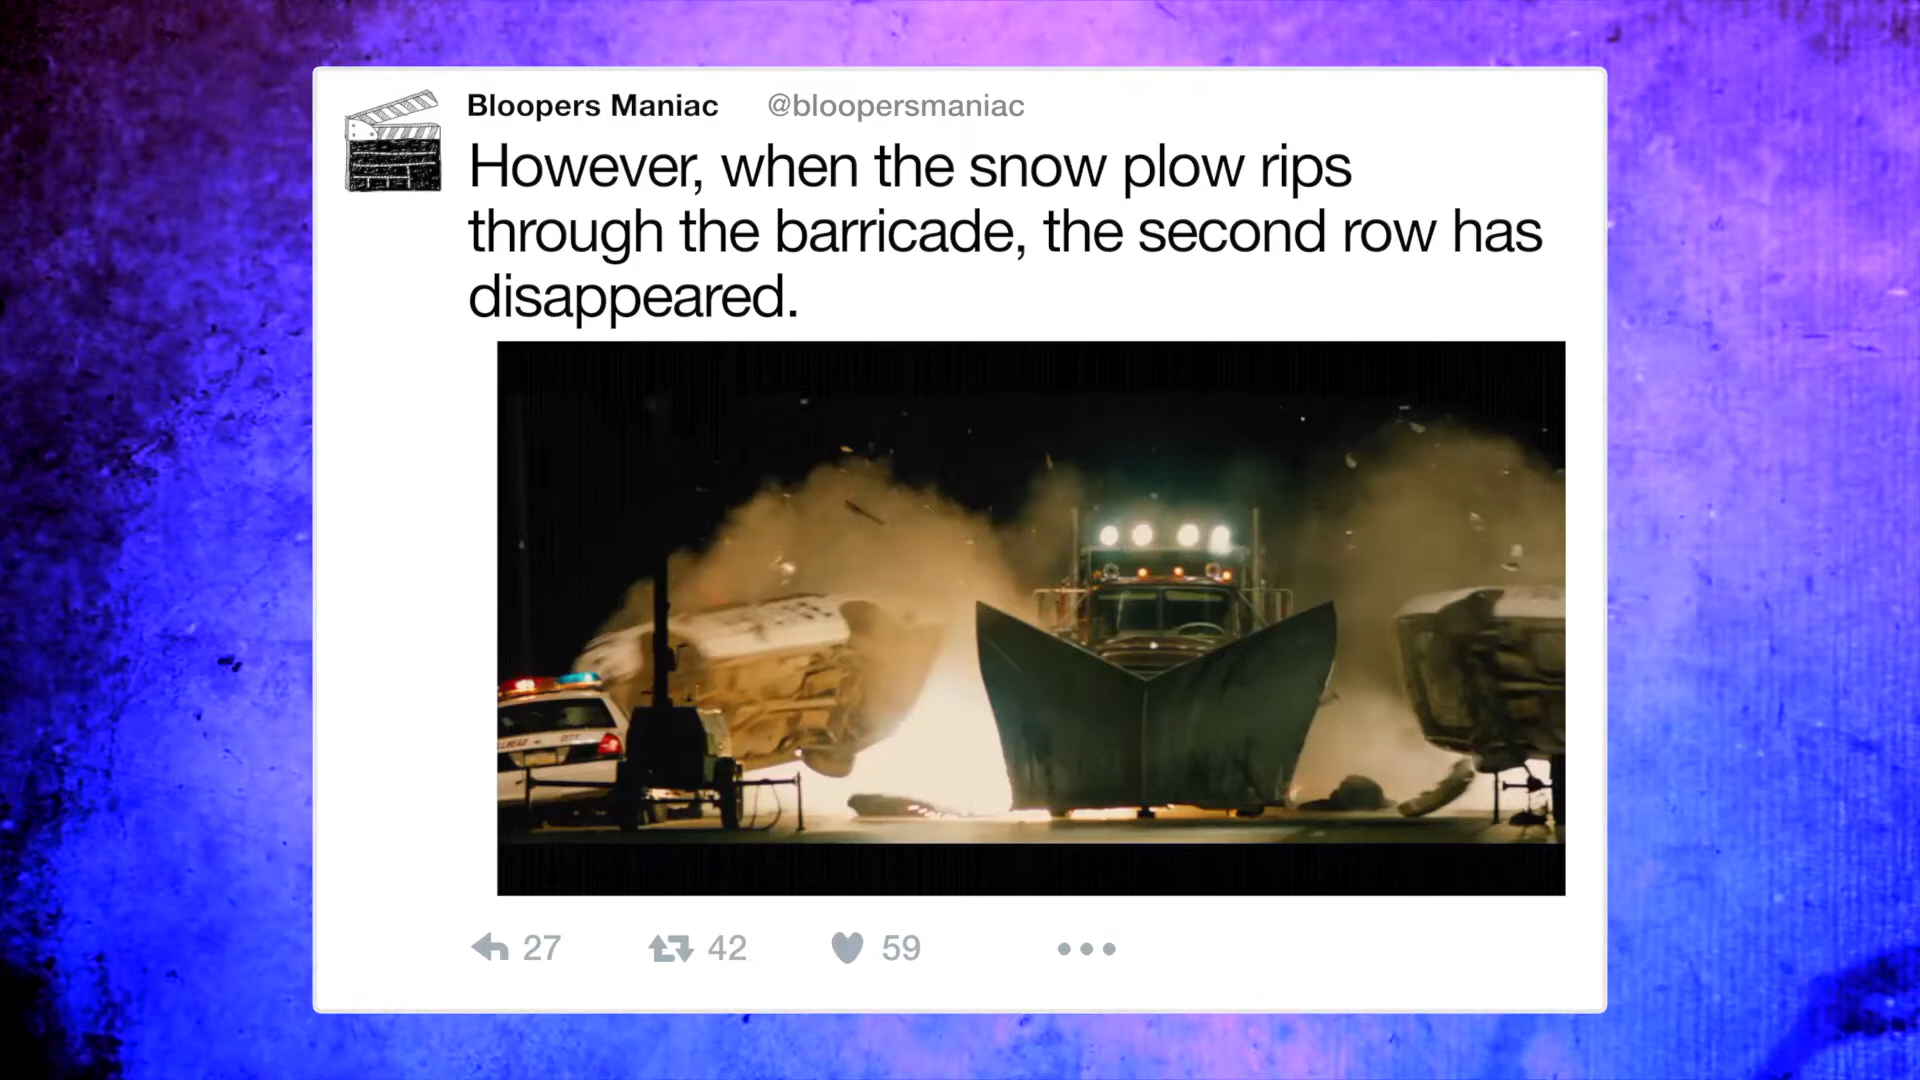 Bloopers Maniac @bloopersmaniac
However, when the snow plow rips
through the barricade, the second row has
disappeared.
CITY
27 42 59